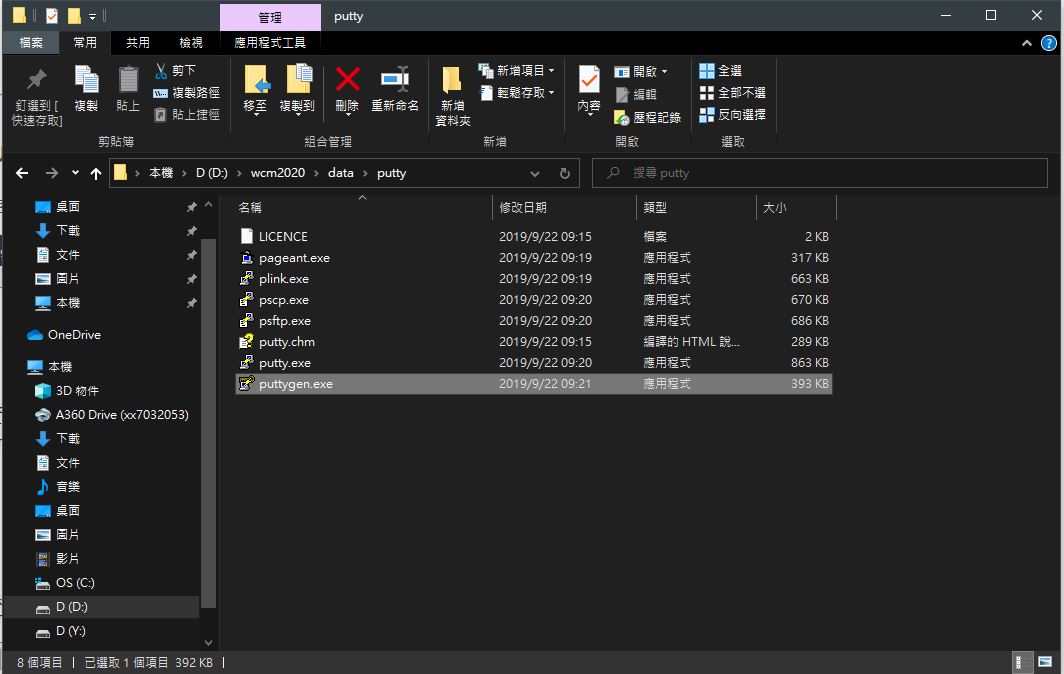 管理
putty
檔案
常用
共用
檢視
應用程式工具
釘選到 [
快速存取]
複製
貼上
剪下
複製路徑
貼上捷徑
剪貼簿
移至
複製到
刪除
重新命名
組合管理
新增
資料夾
新增項目
輕鬆存取
新增
內容
開啟
編輯
歷程記錄
開啟
全選
全部不選
反向選擇
選取
本機 › D (D:) › wcm2020 › data › putty
搜尋 putty
桌面
下載
文件
圖片
本機
OneDrive
本機
3D 物件
A360 Drive (xx7032053)
下載
文件
音樂
桌面
圖片
影片
OS (C:)
D (D:)
D (Y:)
名稱 修改日期 類型 大小
LICENCE 2019/9/22 09:15 檔案 2 KB
pageant.exe 2019/9/22 09:19 應用程式 317 KB
plink.exe 2019/9/22 09:19 應用程式 663 KB
pscp.exe 2019/9/22 09:20 應用程式 670 KB
psftp.exe 2019/9/22 09:20 應用程式 686 KB
putty.chm 2019/9/22 09:15 編譯的 HTML 說... 289 KB
putty.exe 2019/9/22 09:20 應用程式 863 KB
puttygen.exe 2019/9/22 09:21 應用程式 393 KB
8 個項目 已選取 1 個項目 392 KB